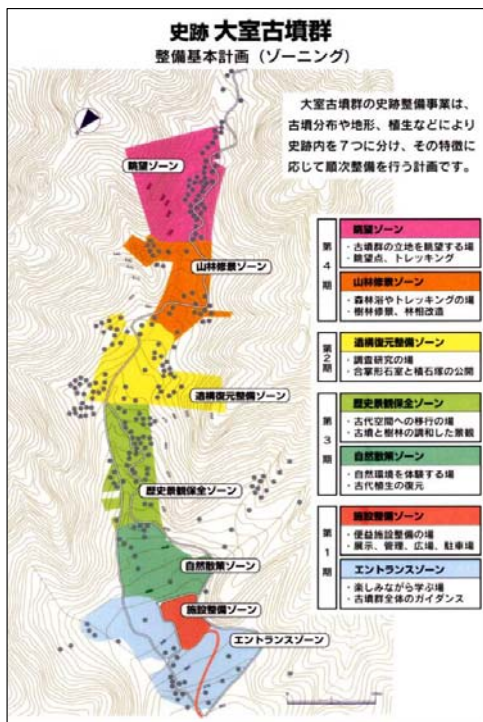 史跡 大室古墳群
整備基本計画（ゾーニング）
大室古墳群の史跡整備事業は、
古墳分布や地形、植生などにより
史跡内を７つに分け、その特徴に
応じて順次整備を行う計画です。
眺望ゾーン
山林修景ゾーン
遺構復元整備ゾーン
歴史景観保全ゾーン
自然散策ゾーン
施設整備ゾーン
エントランスゾーン
第4期
眺望ゾーン
・古墳群の立地を眺望する場
・眺望点、トレッキング
山林修景ゾーン
・森林浴やトレッキングの場
・樹林修景、林相改造
第2期
遺構復元整備ゾーン
・調査研究の場
・合掌形石室と積石塚の公開
第3期
歴史景観保全ゾーン
・古代空間への移行の場
・古墳と樹林の調和した景観
自然散策ゾーン
・自然環境を体験する場
・古代植生の復元
第1期
施設整備ゾーン
・便益施設整備の場
・展示、管理、広場、駐車場
エントランスゾーン
・楽しみながら学ぶ場
・古墳群全体のガイダンス